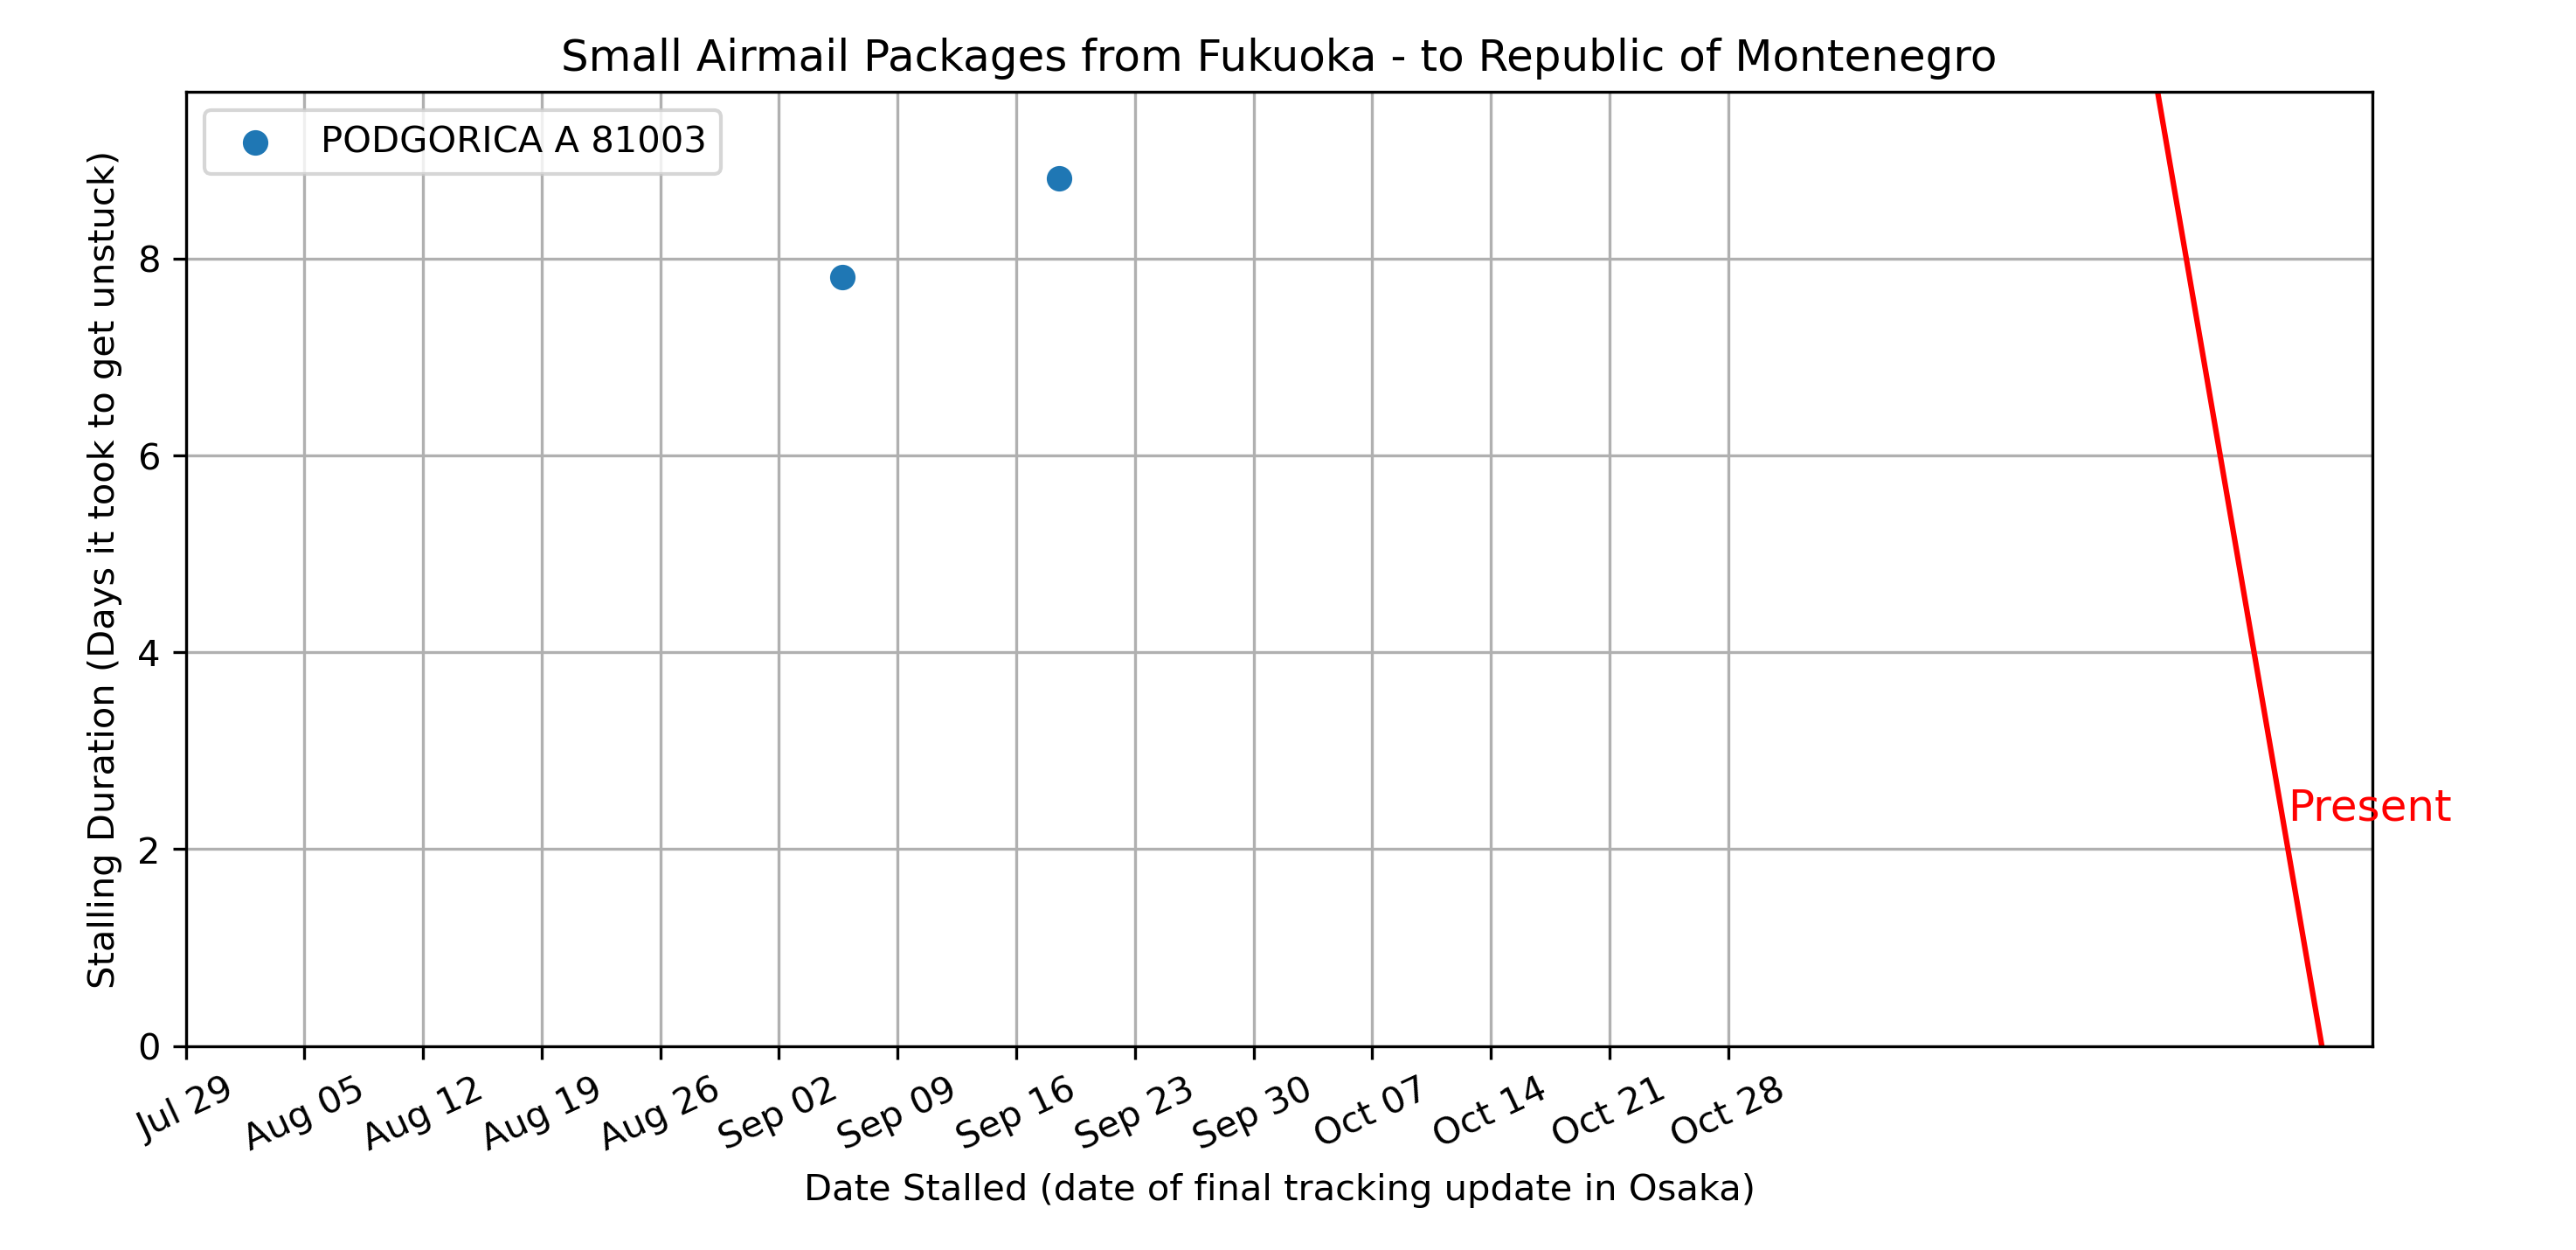 Small Airmail Packages from Fukuoka - to Republic of Montenegro
PODGORICA A 81003
Stalling Duration (Days it took to get unstuck)
8
6
4
2
0
Present
Jul 29
Aug 05
Aug 12
Aug 19
Aug 26
Sep 02
Sep 09
Sep 16
Sep 23
Sep 30
Oct 07
Oct 14
Oct 21
Oct 28
Date Stalled (date of final tracking update in Osaka)